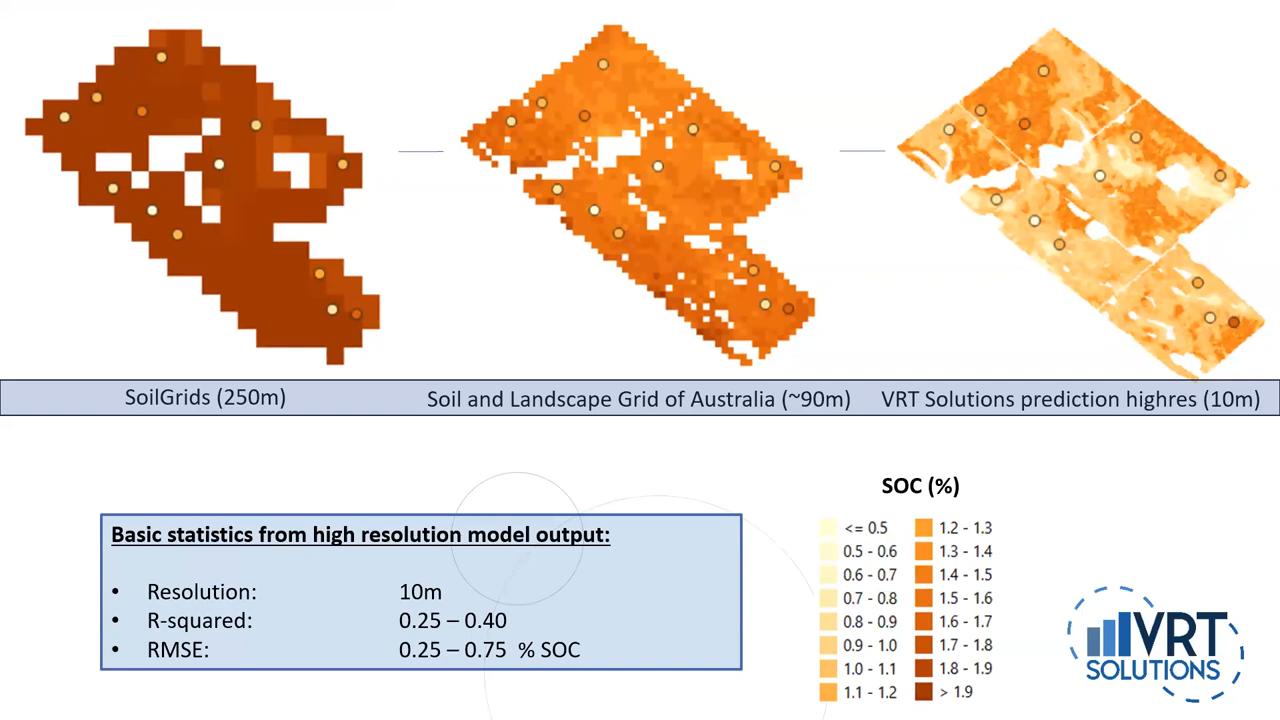 SoilGrids (250m)
Soil and Landscape Grid of Australia (~90m)
VRT Solutions prediction highres (10m)
Basic statistics from high resolution model output:
• Resolution: 10m
• R-squared: 0.25 – 0.40
• RMSE: 0.25 – 0.75 % SOC
SOC (%)
<= 0.5 1.2 - 1.3
0.5 - 0.6 1.3 - 1.4
0.6 - 0.7 1.4 - 1.5
0.7 - 0.8 1.5 - 1.6
0.8 - 0.9 1.6 - 1.7
0.9 - 1.0 1.7 - 1.8
1.0 - 1.1 1.8 - 1.9
1.1 - 1.2 > 1.9
VRT
SOLUTIONS